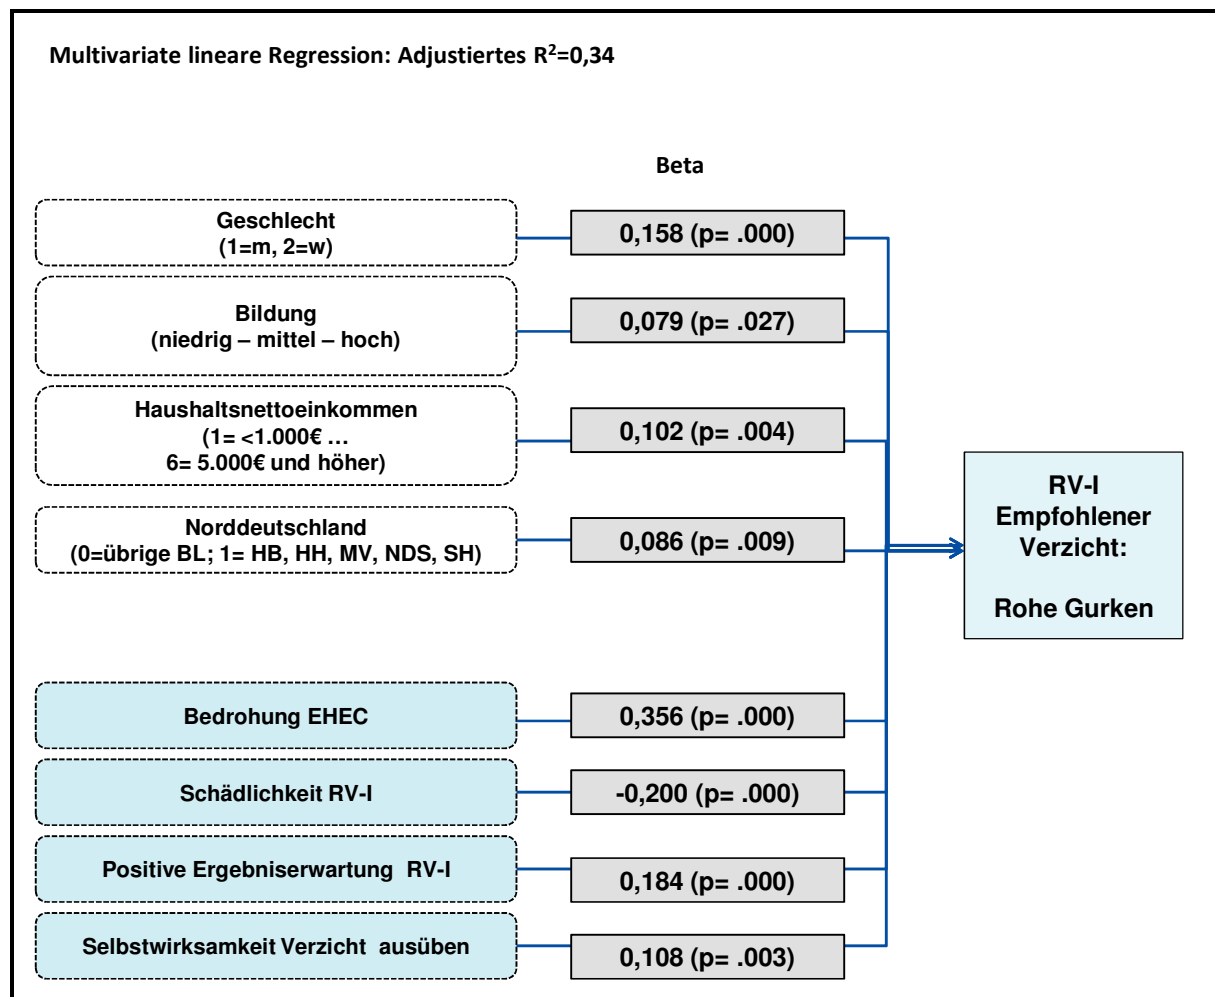 Multivariate lineare Regression: Adjustiertes R²=0,34
Beta
Geschlecht
(1=m, 2=w)
0,158 (p= .000)
Bildung
(niedrig – mittel – hoch)
0,079 (p= .027)
Haushaltsnettoeinkommen
(1= <1.000€ …
6= 5.000€ und höher)
0,102 (p= .004)
Norddeutschland
(0=übrige BL; 1= HB, HH, MV, NDS, SH)
0,086 (p= .009)
RV-I
Empfohlener
Verzicht:
Rohe Gurken
Bedrohung EHEC
0,356 (p= .000)
Schädlichkeit RV-I
-0,200 (p= .000)
Positive Ergebniserwartung RV-I
0,184 (p= .000)
Selbstwirksamkeit Verzicht ausüben
0,108 (p= .003)